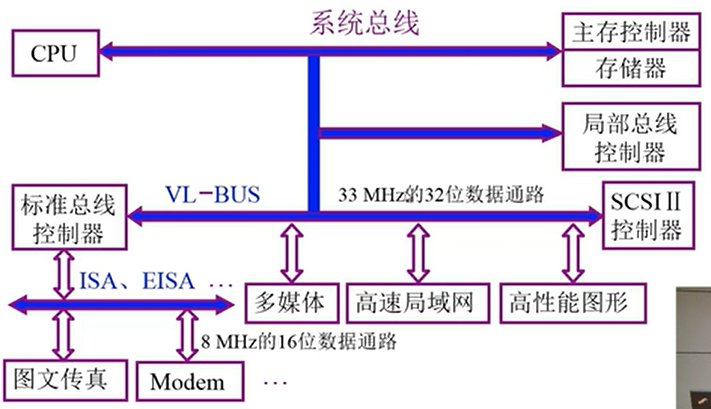 系统总线
CPU
主存控制器
存储器
局部总线
控制器
VL-BUS
33 MHz的32位数据通路
标准总线
控制器
SCSIⅡ
控制器
ISA、EISA …
多媒体
高速局域网
高性能图形
8 MHz的16位数据通路
图文传真
Modem
…